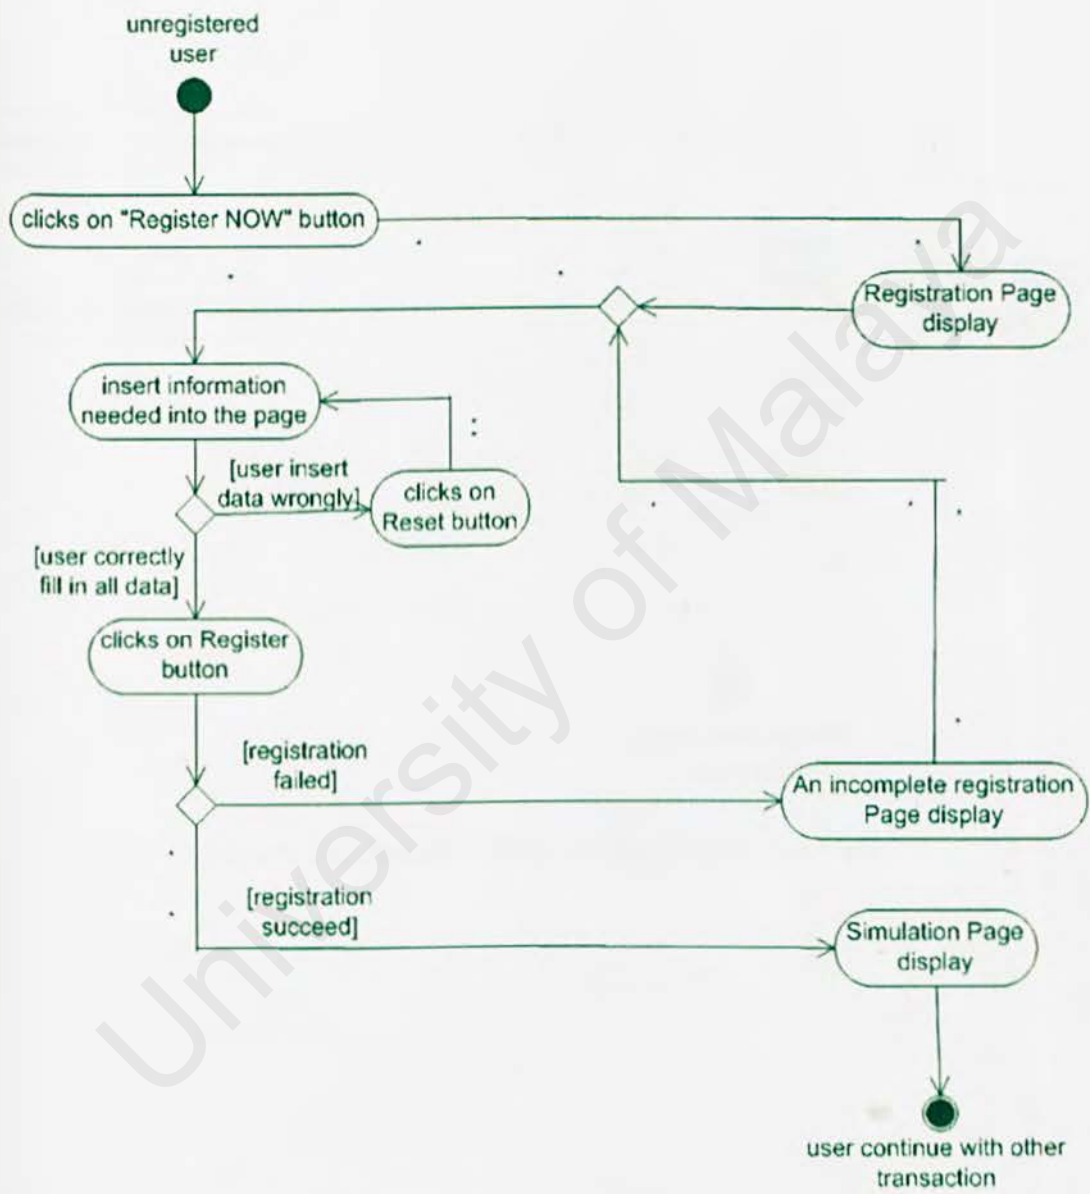 unregistered
user
clicks on "Register NOW" button
Registration Page
display
insert information
needed into the page
[user insert
data wrongly]
clicks on
Reset button
[user correctly
fill in all data]
clicks on Register
button
[registration
failed]
An incomplete registration
Page display
[registration
succeed]
Simulation Page
display
user continue with other
transaction
University of Malaya